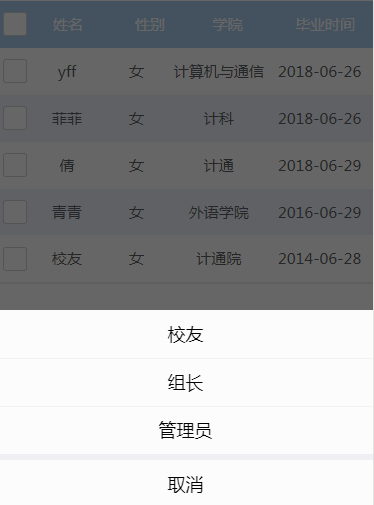 姓名 性别 学院 毕业时间
yff 女 计算机与通信 2018-06-26
菲菲 女 计科 2018-06-26
倩 女 计通 2018-06-29
青青 女 外语学院 2016-06-29
校友 女 计通院 2014-06-28
校友
组长
管理员
取消